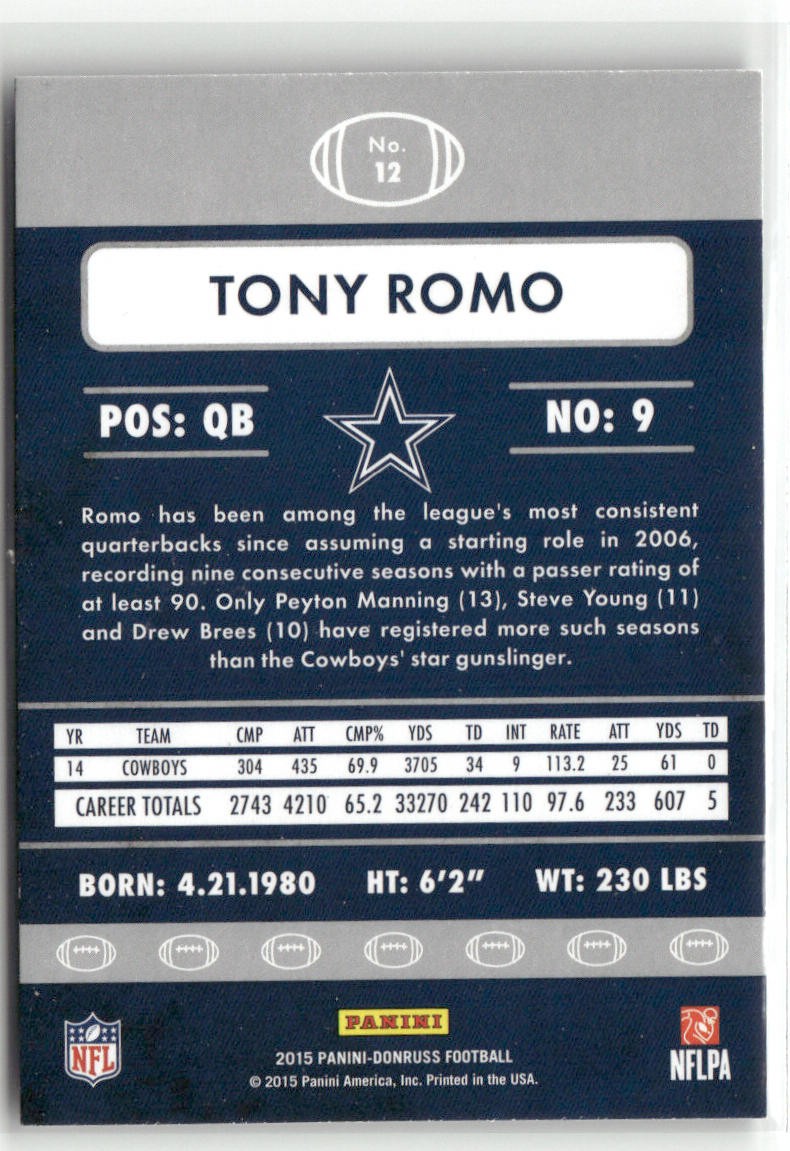 No.
12
TONY ROMO
POS: QB
NO: 9
Romo has been among the league's most consistent
quarterbacks since assuming a starting role in 2006,
recording nine consecutive seasons with a passer rating of
at least 90. Only Peyton Manning (13), Steve Young (11)
and Drew Brees (10) have registered more such seasons
than the Cowboys' star gunslinger.
YR TEAM CMP ATT CMP% YDS TD INT RATE ATT YDS TD
14 COWBOYS 304 435 69.9 3705 34 9 113.2 25 61 0
CAREER TOTALS 2743 4210 65.2 33270 242 110 97.6 233 607 5
BORN: 4.21.1980 HT: 6'2" WT: 230 LBS
NFL
PANINI
2015 PANINI-DONRUSS FOOTBALL
© 2015 Panini America, Inc. Printed in the USA.
NFLPA